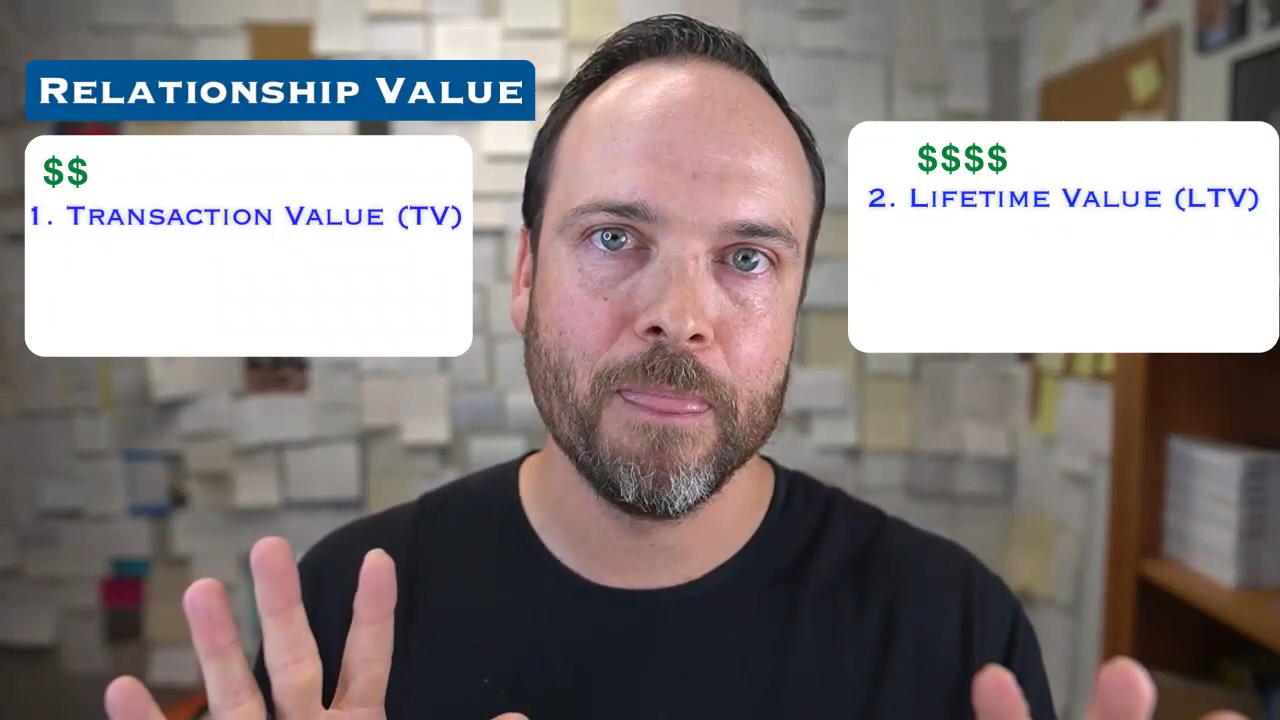 Relationship Value
$$
1. Transaction Value (TV)
$$$$
2. Lifetime Value (LTV)